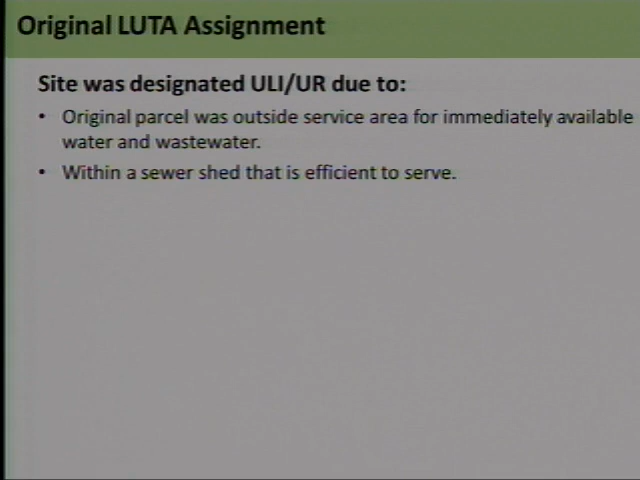 Original LUTA Assignment
Site was designated ULI/UR due to:
• Original parcel was outside service area for immediately available
water and wastewater.
• Within a sewer shed that is efficient to serve.